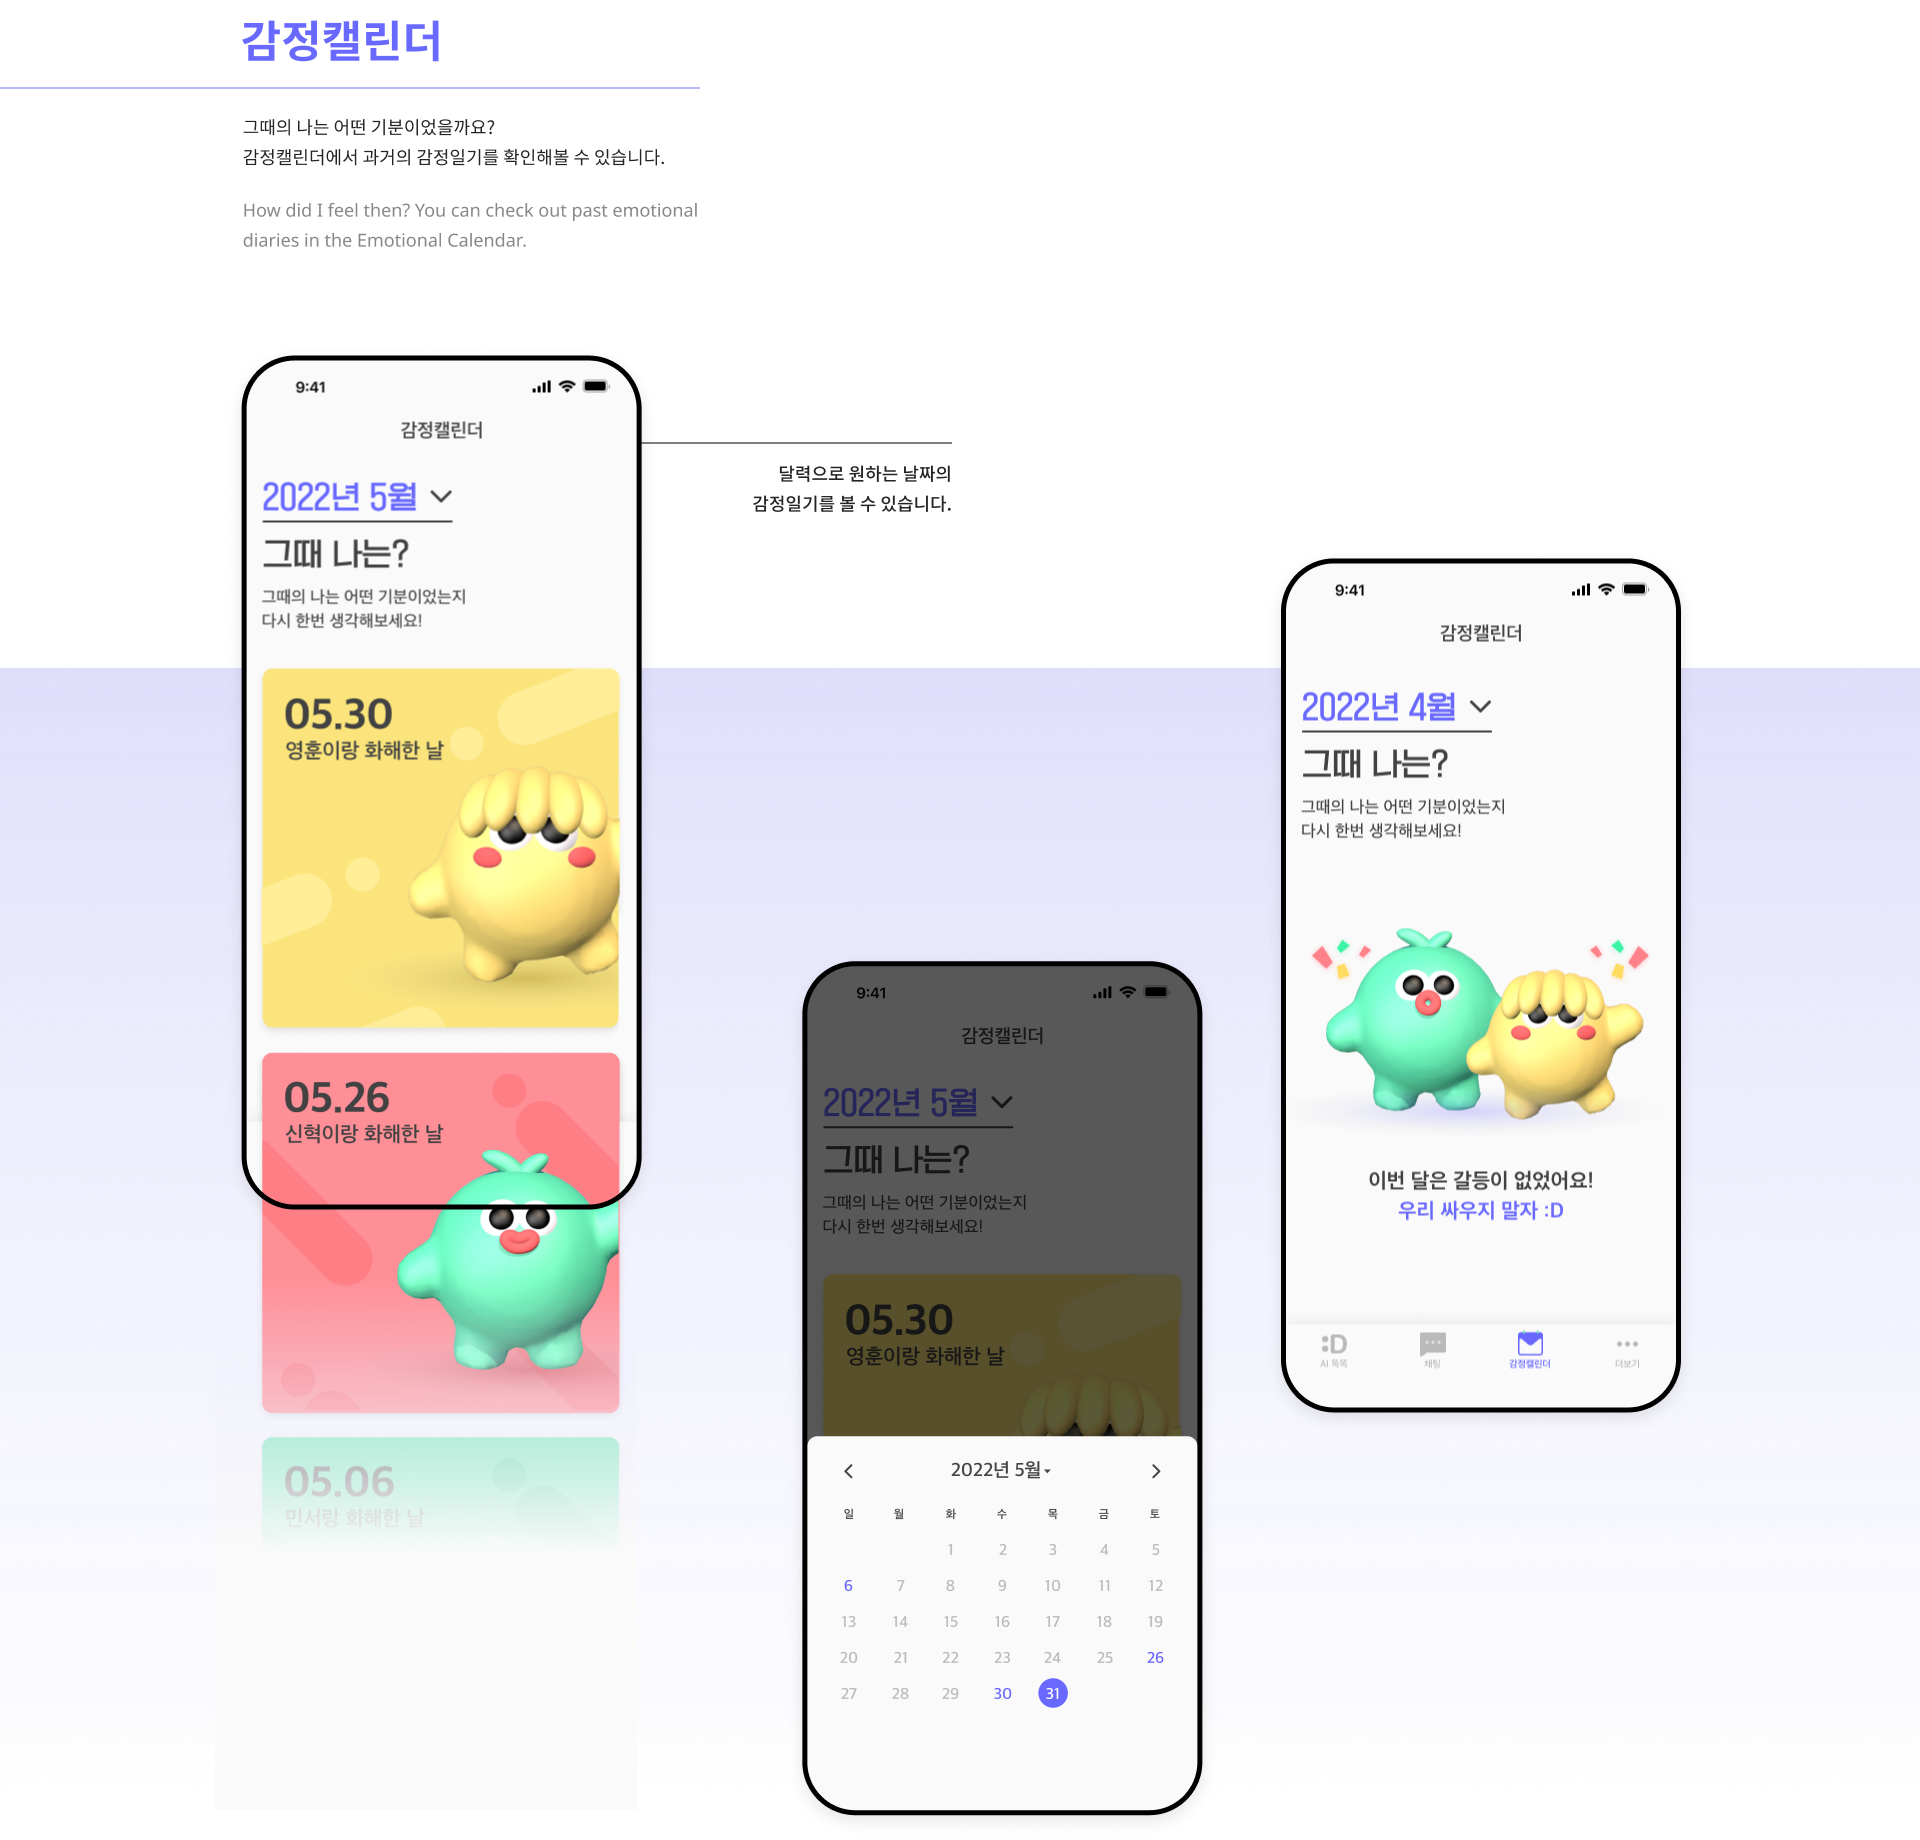 감정캘린더
그때의 나는 어떤 기분이었을까요?
감정캘린더에서 과거의 감정일기를 확인해볼 수 있습니다.
How did I feel then? You can check out past emotional
diaries in the Emotional Calendar.
9:41
감정캘린더
2022년 5월
그때 나는?
그때의 나는 어떤 기분이었는지
다시 한번 생각해보세요!
05.30
영훈이랑 화해한 날
05.26
신혁이랑 화해한 날
05.06
민서랑 화해한 날
달력으로 원하는 날짜의
감정일기를 볼 수 있습니다.
9:41
감정캘린더
2022년 5월
그때 나는?
그때의 나는 어떤 기분이었는지
다시 한번 생각해보세요!
05.30
영훈이랑 화해한 날
2022년 5월
일 월 화 수 목 금 토
1 2 3 4 5
6 7 8 9 10 11 12
13 14 15 16 17 18 19
20 21 22 23 24 25 26
27 28 29 30 31
9:41
감정캘린더
2022년 4월
그때 나는?
그때의 나는 어떤 기분이었는지
다시 한번 생각해보세요!
이번 달은 갈등이 없었어요!
우리 싸우지 말자 :D
:D
AI 똑똑 채팅 감정캘린더 더보기